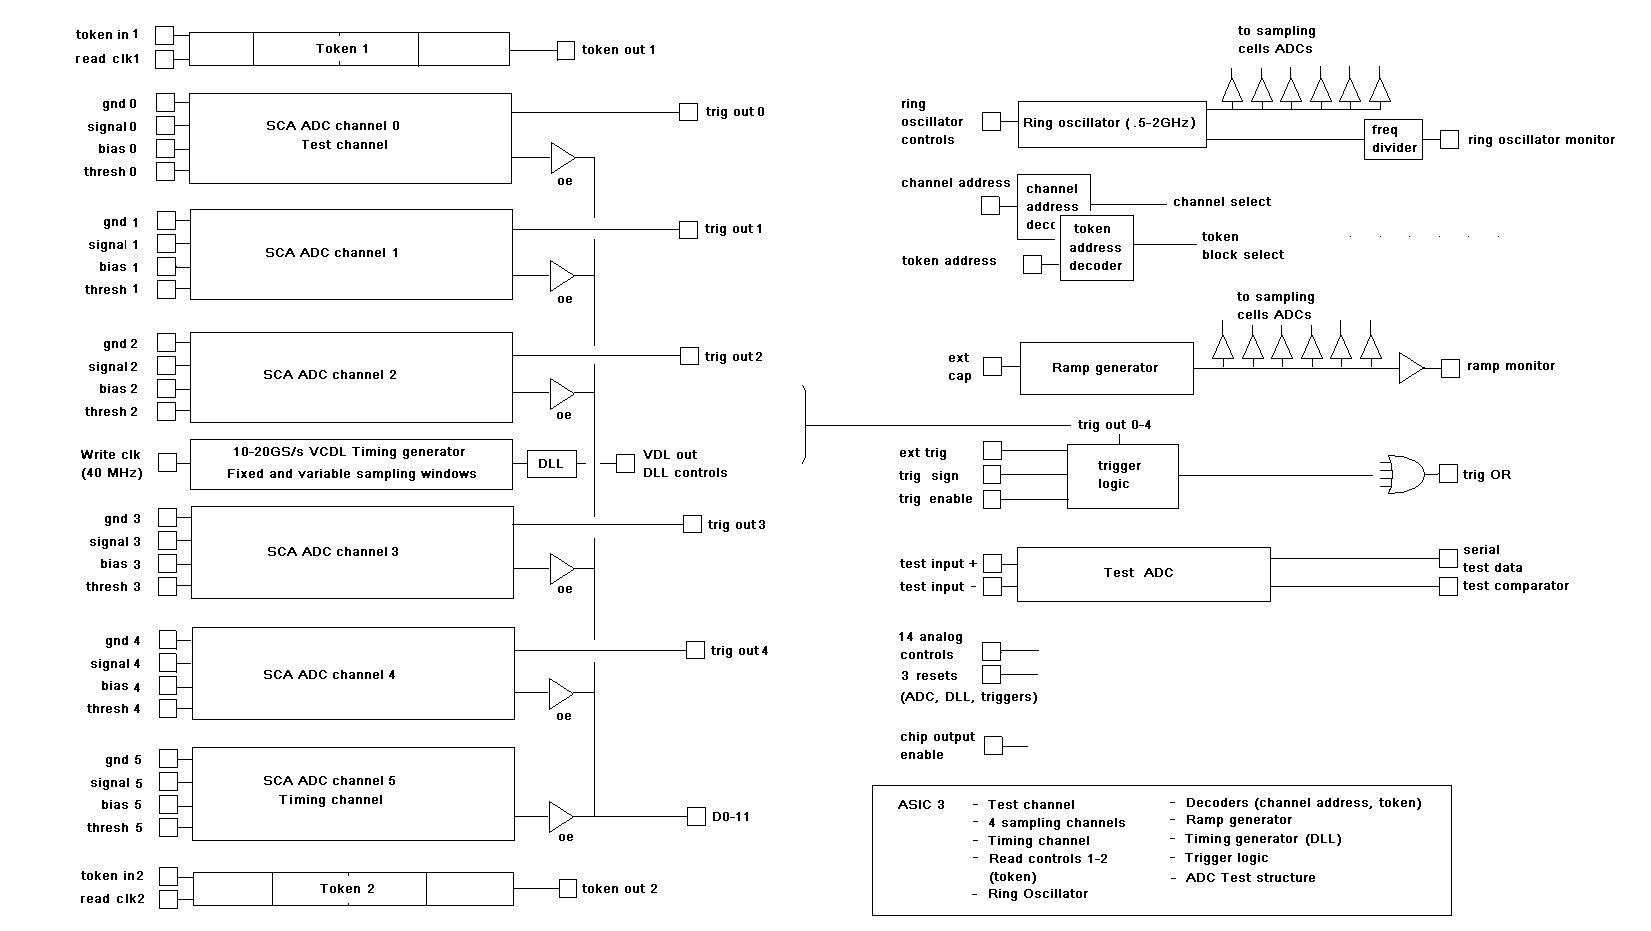 token in 1
read clk1
Token 1
token out 1
gnd 0
signal 0
bias 0
thresh 0
SCA ADC channel 0
Test channel
trig out 0
oe
gnd 1
signal 1
bias 1
thresh 1
SCA ADC channel 1
trig out 1
oe
gnd 2
signal 2
bias 2
thresh 2
SCA ADC channel 2
trig out 2
oe
Write clk
(40 MHz)
10-20GS/s VCDL Timing generator
Fixed and variable sampling windows
DLL
VDL out
DLL controls
gnd 3
signal 3
bias 3
thresh 3
SCA ADC channel 3
trig out 3
oe
gnd 4
signal 4
bias 4
thresh 4
SCA ADC channel 4
trig out 4
oe
gnd 5
signal 5
bias 5
thresh 5
SCA ADC channel 5
Timing channel
oe
D0-11
token in2
read clk2
Token 2
token out 2
to sampling
cells ADCs
ring
oscillator
controls
Ring oscillator (.5-2GHz)
freq
divider
ring oscillator monitor
channel address
channel
address
channel select
token address
token
address
decoder
token
block select
to sampling
cells ADCs
ext
cap
Ramp generator
ramp monitor
trig out 0-4
ext trig
trig sign
trig enable
trigger
logic
trig OR
test input +
test input -
Test ADC
serial
test data
test comparator
14 analog
controls
3 resets
(ADC, DLL, triggers)
chip output
enable
ASIC 3
- Test channel
- 4 sampling channels
- Timing channel
- Read controls 1-2
(token)
- Ring Oscillator
- Decoders (channel address, token)
- Ramp generator
- Timing generator (DLL)
- Trigger logic
- ADC Test structure